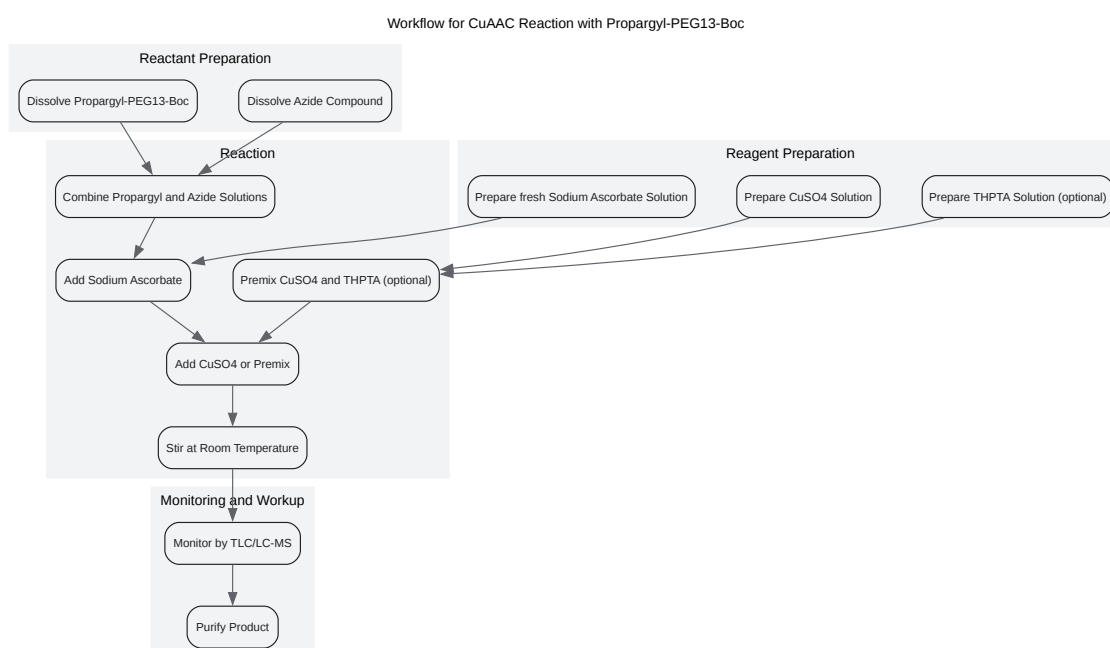 Workflow for CuAAC Reaction with Propargyl-PEG13-Boc
Reactant Preparation
Dissolve Propargyl-PEG13-Boc
Dissolve Azide Compound
Reaction
Reagent Preparation
Combine Propargyl and Azide Solutions
Prepare fresh Sodium Ascorbate Solution
Prepare CuSO4 Solution
Prepare THPTA Solution (optional)
Add Sodium Ascorbate
Premix CuSO4 and THPTA (optional)
Add CuSO4 or Premix
Stir at Room Temperature
Monitoring and Workup
Monitor by TLC/LC-MS
Purify Product